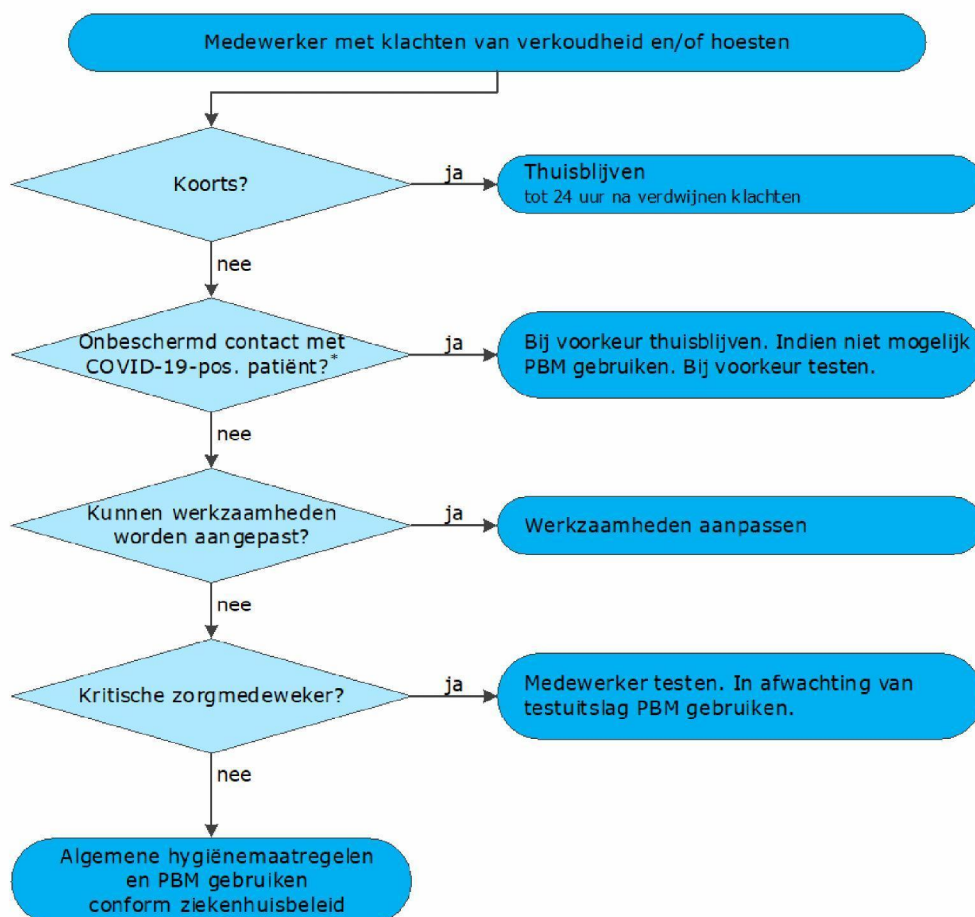 Medewerker met klachten van verkoudheid en/of hoesten
Koorts?
ja
Thuisblijven
tot 24 uur na verdwijnen klachten
nee
Onbeschermd contact met
COVID-19-pos. patiënt?*
ja
Bij voorkeur thuisblijven. Indien niet mogelijk
PBM gebruiken. Bij voorkeur testen.
nee
Kunnen werkzaamheden
worden aangepast?
ja
Werkzaamheden aanpassen
nee
Kritische zorgmedeweker?
ja
Medewerker testen. In afwachting van
testuitslag PBM gebruiken.
nee
Algemene hygiënemaatregelen
en PBM gebruiken
conform ziekenhuisbeleid